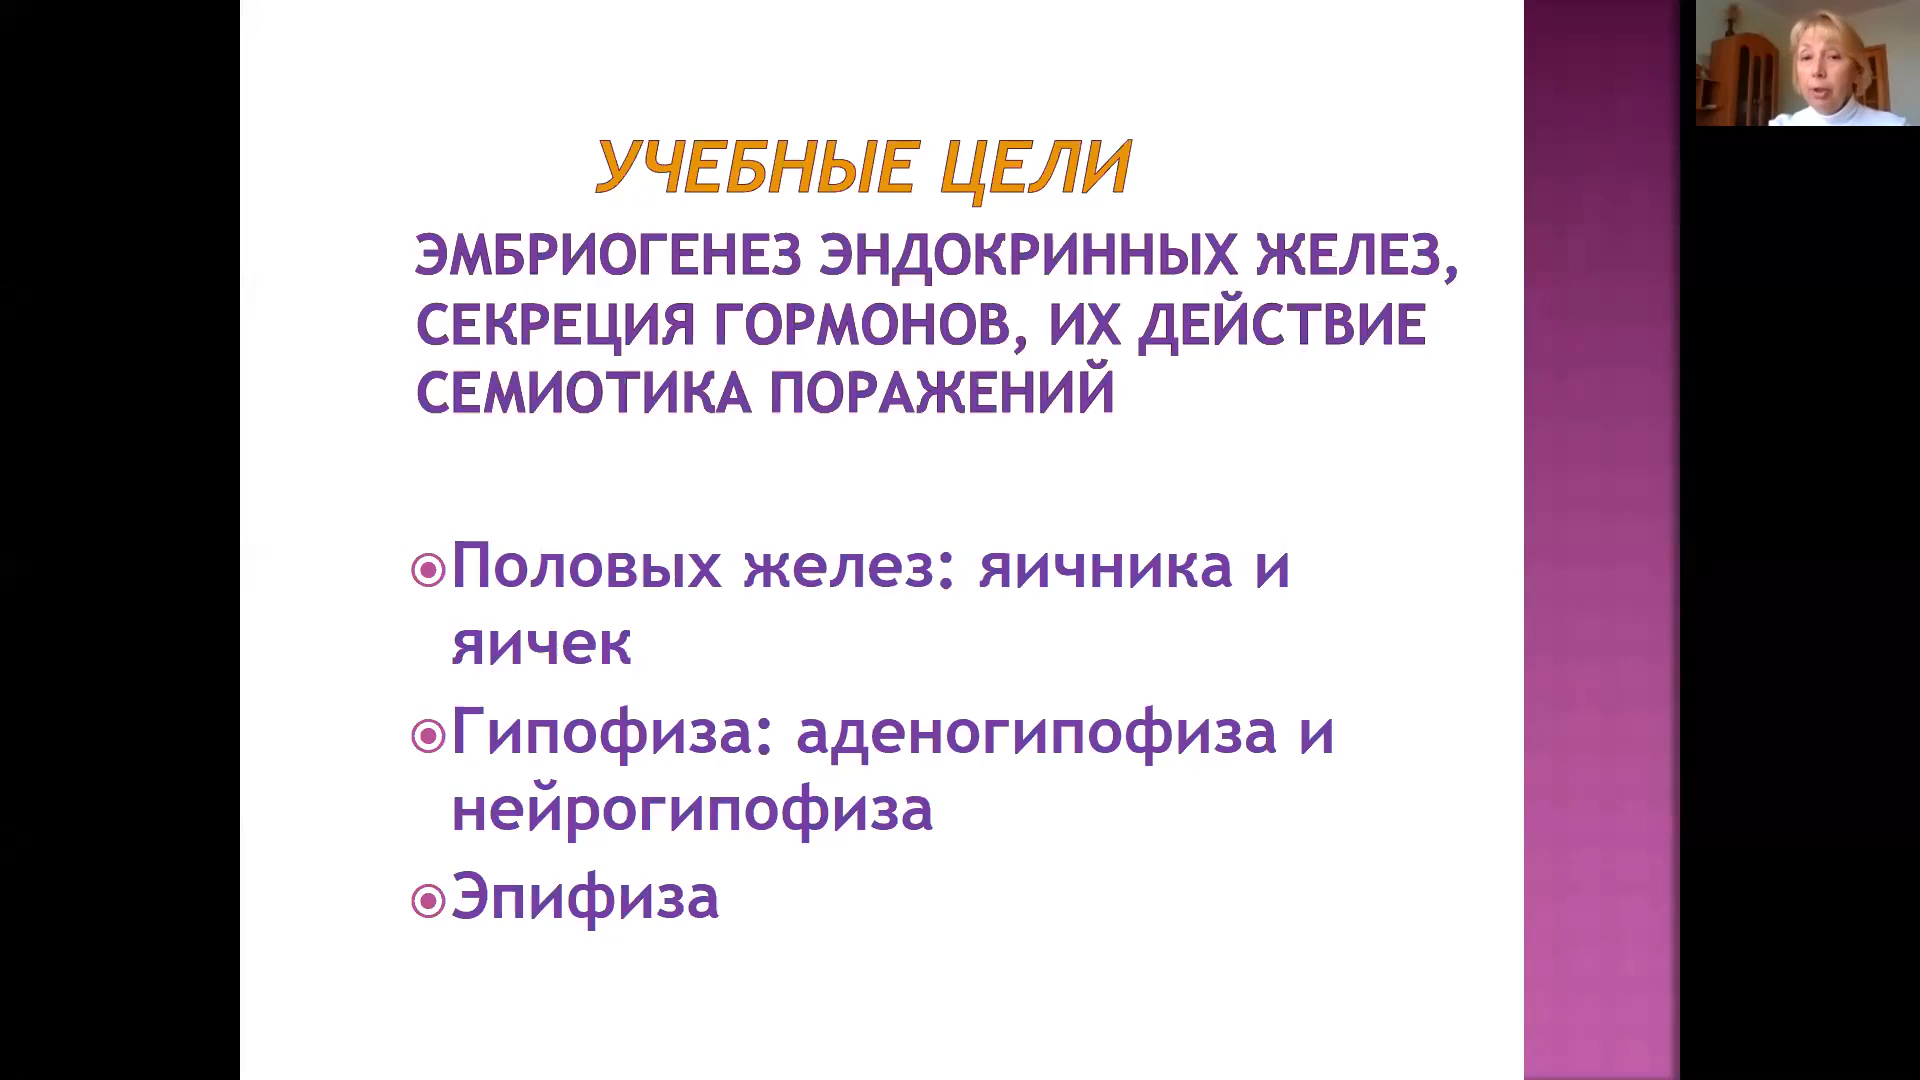 УЧЕБНЫЕ ЦЕЛИ
ЭМБРИОГЕНЕЗ ЭНДОКРИННЫХ ЖЕЛЕЗ,
СЕКРЕЦИЯ ГОРМОНОВ, ИХ ДЕЙСТВИЕ
СЕМИОТИКА ПОРАЖЕНИЙ
Половых желез: яичника и
яичек
Гипофиза: аденогипофиза и
нейрогипофиза
Эпифиза